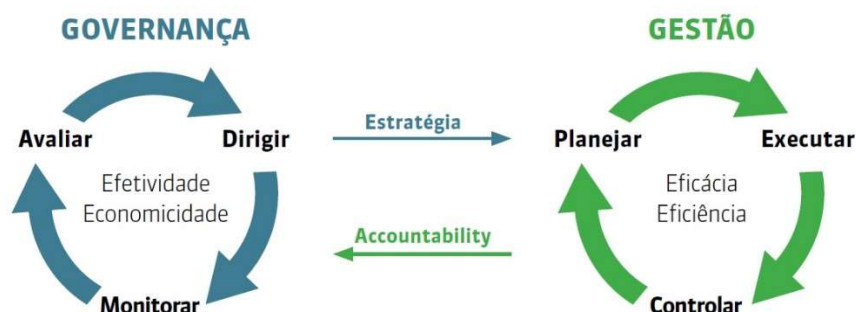 GOVERNANÇA
GESTÃO
Avaliar
Dirigir
Efetividade
Economicidade
Monitorar
Estratégia
Accountability
Planejar
Executar
Eficácia
Eficiência
Controlar